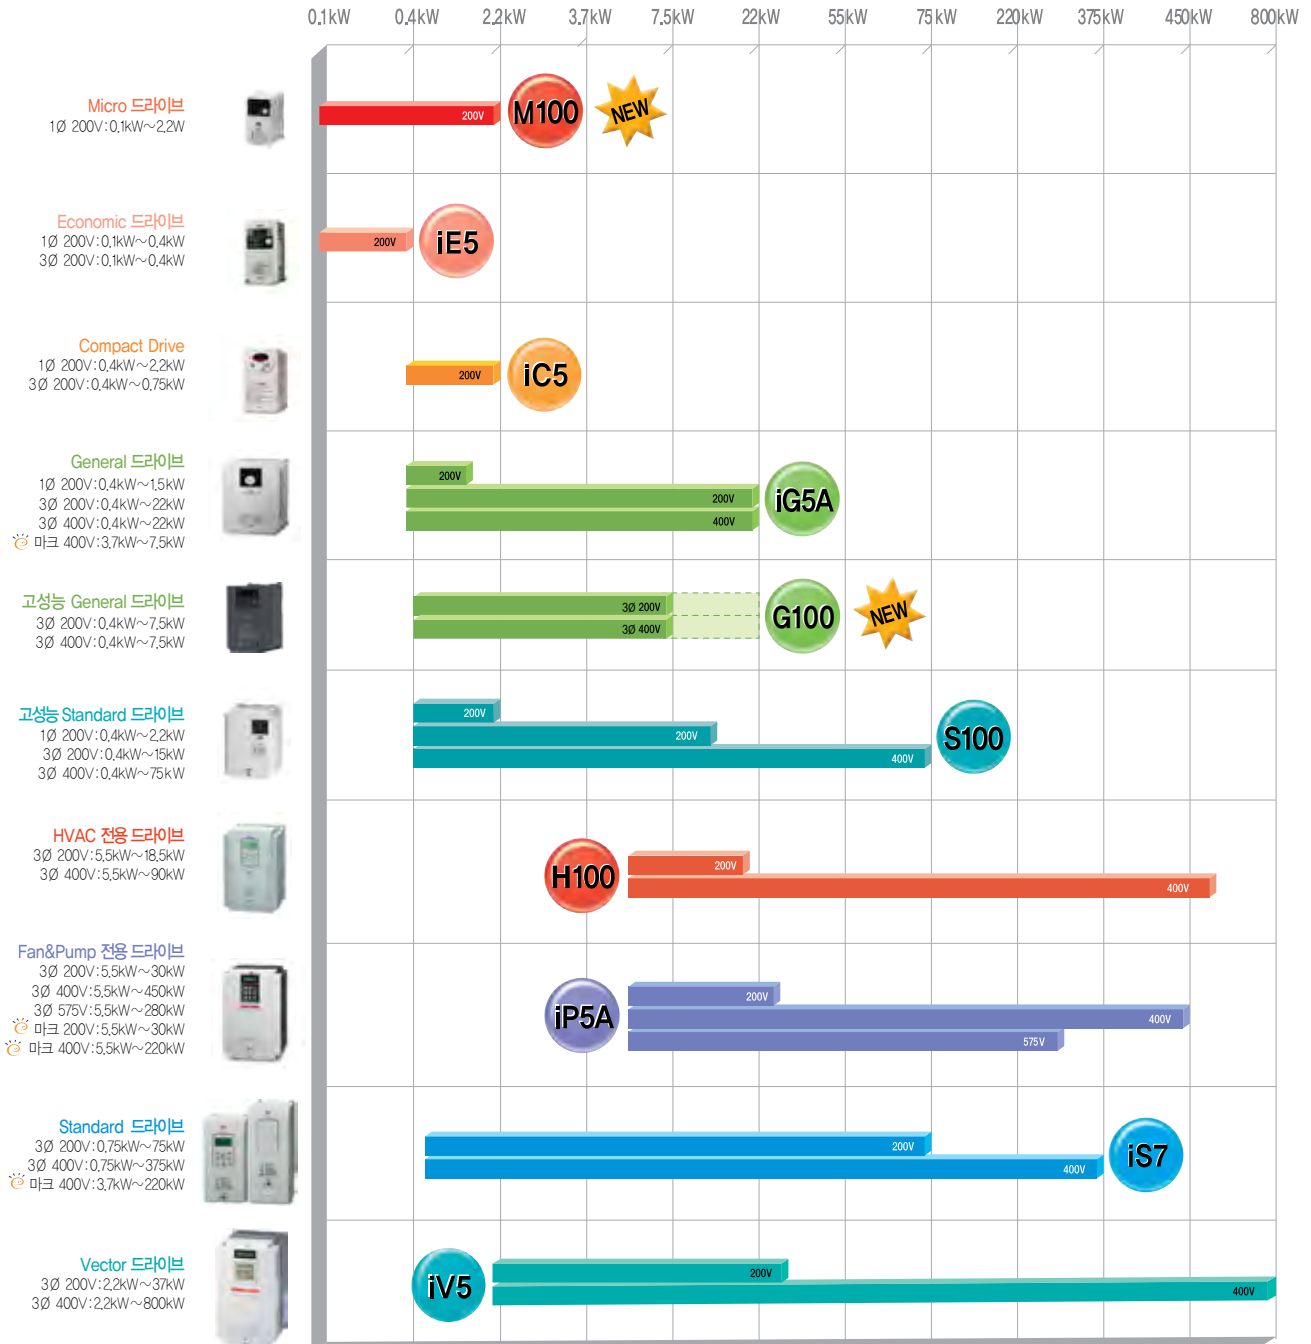 0.1kW 0.4kW 2.2kW 3.7kW 7.5kW 22kW 55kW 75kW 220kW 375kW 450kW 800kW
Micro 드라이브
1Ø 200V:0.1kW~2.2W
200V
M100
NEW
Economic 드라이브
1Ø 200V:0.1kW~0.4kW
3Ø 200V:0.1kW~0.4kW
200V
iE5
Compact Drive
1Ø 200V:0.4kW~2.2kW
3Ø 200V:0.4kW~0.75kW
200V
iC5
General 드라이브
1Ø 200V:0.4kW~1.5kW
3Ø 200V:0.4kW~22kW
3Ø 400V:0.4kW~22kW
마크 400V:3.7kW~7.5kW
200V
200V
400V
iG5A
고성능 General 드라이브
3Ø 200V:0.4kW~7.5kW
3Ø 400V:0.4kW~7.5kW
3Ø 200V
3Ø 400V
G100
NEW
고성능 Standard 드라이브
1Ø 200V:0.4kW~2.2kW
3Ø 200V:0.4kW~15kW
3Ø 400V:0.4kW~75kW
200V
200V
400V
S100
HVAC 전용 드라이브
3Ø 200V:5.5kW~18.5kW
3Ø 400V:5.5kW~90kW
H100
200V
400V
Fan&Pump 전용 드라이브
3Ø 200V:5.5kW~30kW
3Ø 400V:5.5kW~450kW
3Ø 575V:5.5kW~280kW
마크 200V:5.5kW~30kW
마크 400V:5.5kW~220kW
iP5A
200V
400V
575V
Standard 드라이브
3Ø 200V:0.75kW~75kW
3Ø 400V:0.75kW~375kW
마크 400V:3.7kW~220kW
200V
400V
iS7
Vector 드라이브
3Ø 200V:2.2kW~37kW
3Ø 400V:2.2kW~800kW
iV5
200V
400V